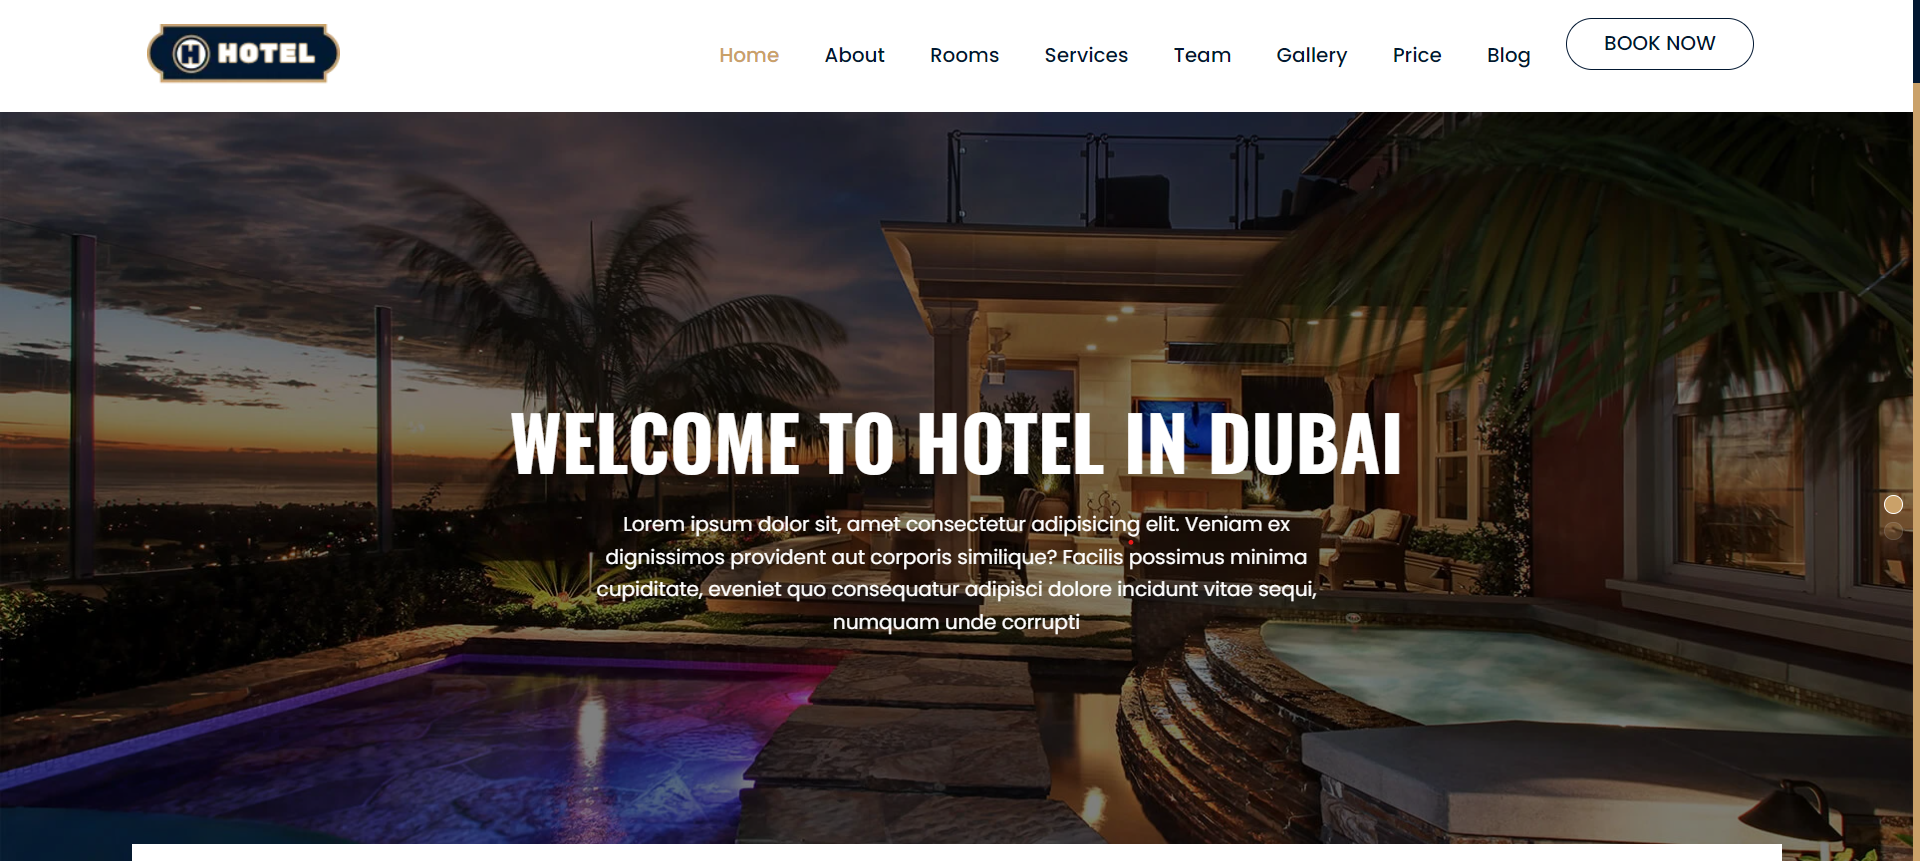 H HOTEL
Home About Rooms Services Team Gallery Price Blog BOOK NOW
WELCOME TO HOTEL IN DUBAI
Lorem ipsum dolor sit, amet consectetur adipisicing elit. Veniam ex
dignissimos provident aut corporis similique? Facilis possimus minima
cupiditate, eveniet quo consequatur adipisci dolore incidunt vitae sequi,
numquam unde corrupti